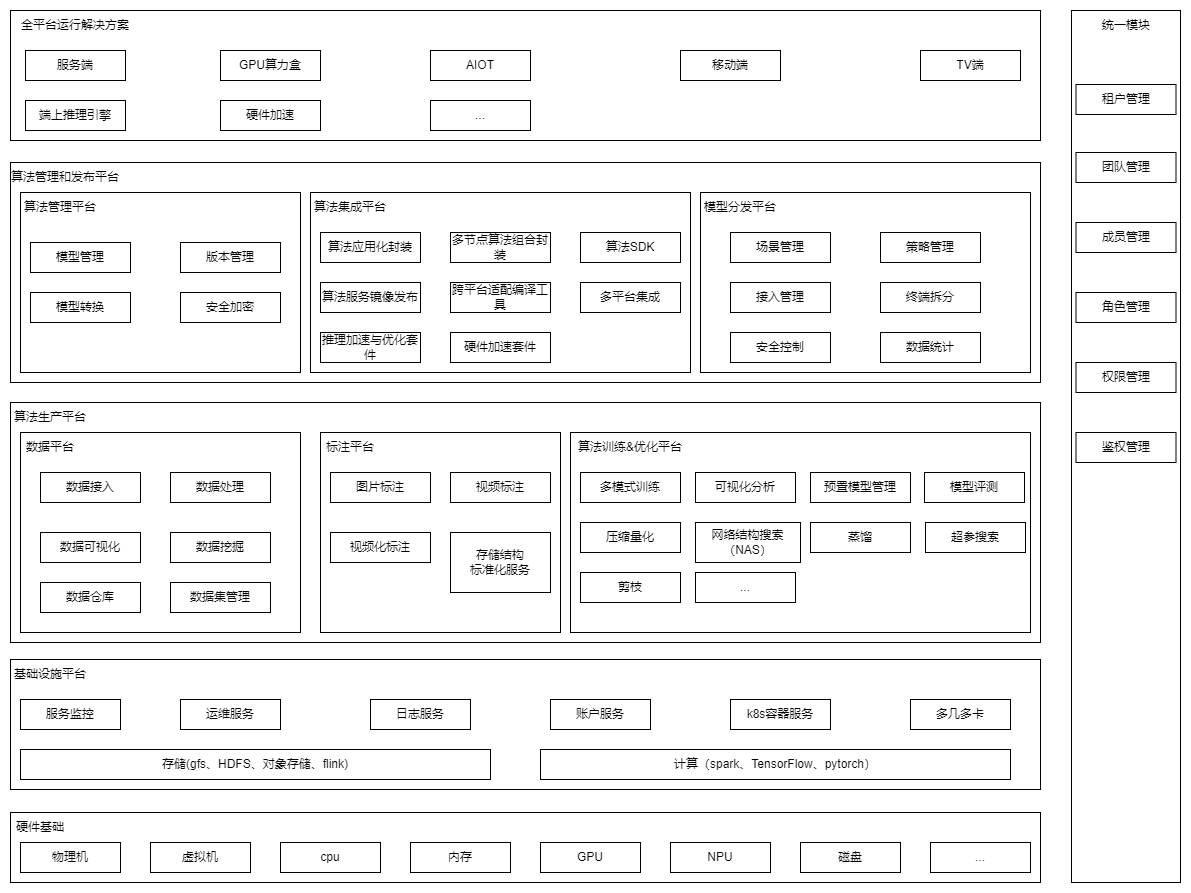 全平台运行解决方案
服务端
GPU算力盒
AIOT
移动端
TV端
端上推理引擎
硬件加速
...
算法管理和发布平台
算法管理平台
模型管理
版本管理
模型转换
安全加密
算法集成平台
算法应用化封装
多节点算法组合封
装
算法SDK
算法服务镜像发布
跨平台适配编译工
具
多平台集成
推理加速与优化套
件
硬件加速套件
模型分发平台
场景管理
策略管理
接入管理
终端拆分
安全控制
数据统计
算法生产平台
数据平台
数据接入
数据处理
数据可视化
数据挖掘
数据仓库
数据集管理
标注平台
图片标注
视频标注
视频化标注
存储结构
标准化服务
算法训练&优化平台
多模式训练
可视化分析
预置模型管理
模型评测
压缩量化
网络结构搜索
（NAS）
蒸馏
超参搜索
剪枝
...
基础设施平台
服务监控
运维服务
日志服务
账户服务
k8s容器服务
多几多卡
存储(gfs、HDFS、对象存储、flink)
计算（spark、TensorFlow、pytorch）
硬件基础
物理机
虚拟机
cpu
内存
GPU
NPU
磁盘
...
统一模块
租户管理
团队管理
成员管理
角色管理
权限管理
鉴权管理